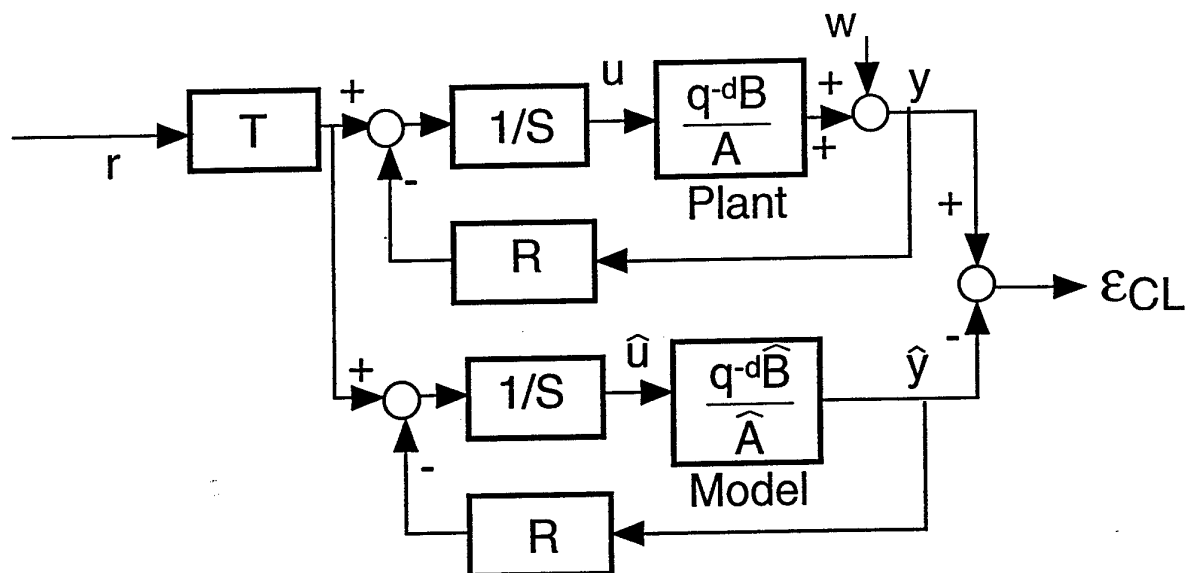 w
r
T
+
-
1/S
u
q-dB
A
Plant
+
+
y
R
+
-
εCL
+
-
1/S
û
q-dB̂
Â
Model
ŷ
R